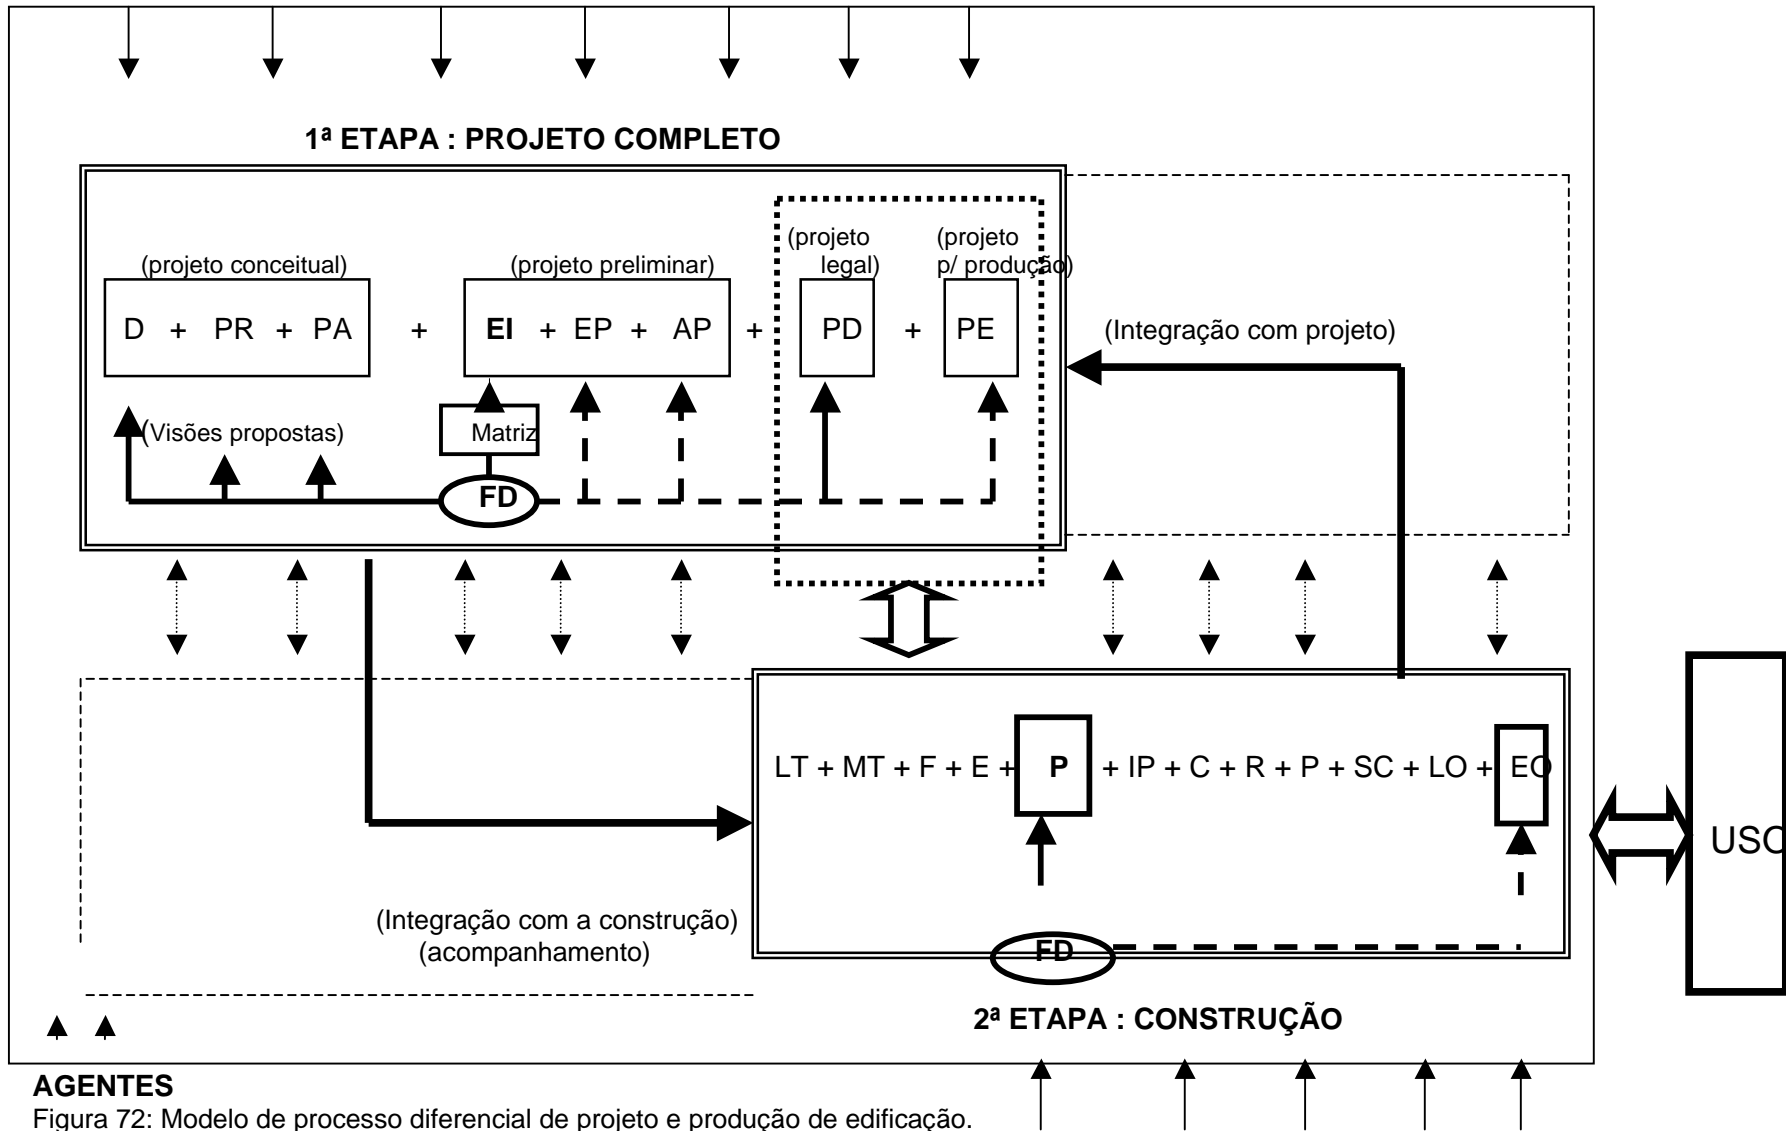 1ª ETAPA : PROJETO COMPLETO
(projeto legal)
(projeto p/ produção)
(projeto conceitual)
(projeto preliminar)
D + PR + PA + EI + EP + AP + PD + PE
(Integração com projeto)
(Visões propostas)
Matriz
FD
LT + MT + F + E + P + IP + C + R + P + SC + LO + EO
USO
(Integração com a construção)
(acompanhamento)
FD
2ª ETAPA : CONSTRUÇÃO
AGENTES
Figura 72: Modelo de processo diferencial de projeto e produção de edificação.